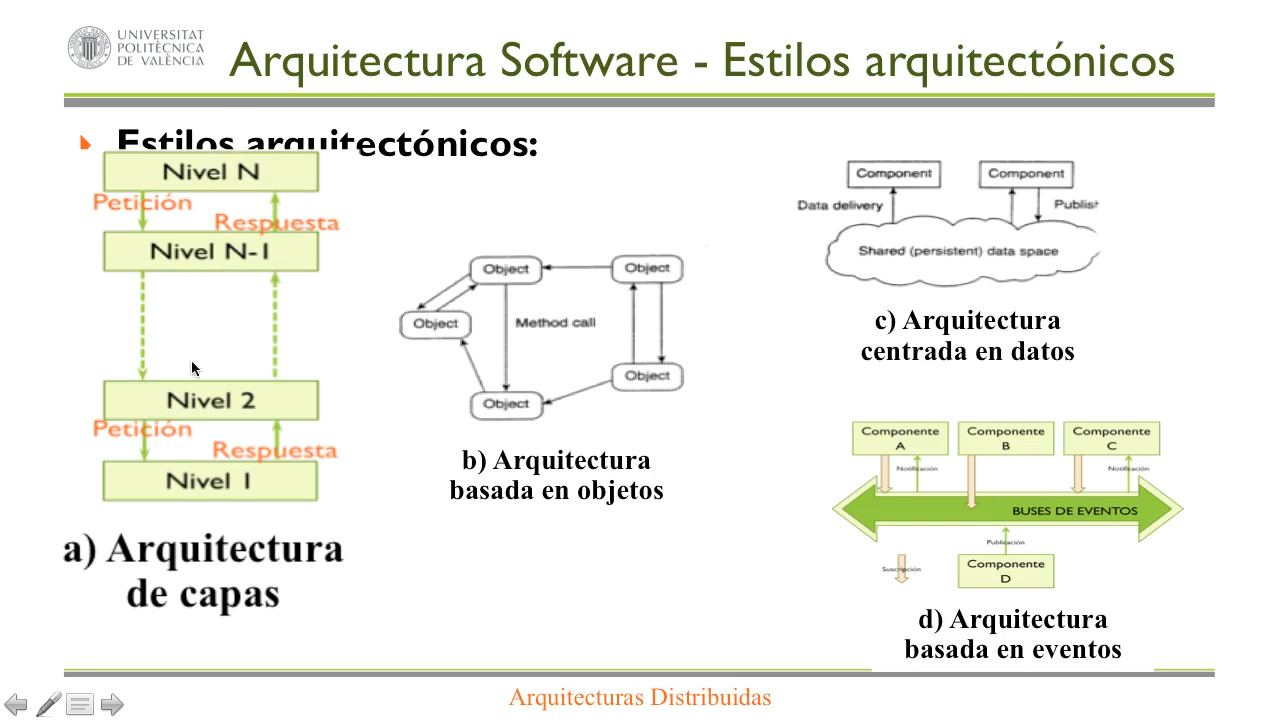 UNIVERSITAT
POLITÈCNICA
DE VALÈNCIA
Arquitectura Software - Estilos arquitectónicos
Estilos arquitectónicos:
Nivel N
Petición
Respuesta
Nivel N-1
Nivel 2
Petición
Respuesta
Nivel 1
a) Arquitectura
de capas
Object
Object
Object
Method call
Object
Object
b) Arquitectura
basada en objetos
Component
Component
Data delivery
Publish
Shared (persistent) data space
c) Arquitectura
centrada en datos
Componente
A
Componente
B
Componente
C
Notificación
Notificación
BUSES DE EVENTOS
Publicación
Suscripción
Componente
D
d) Arquitectura
basada en eventos
Arquitecturas Distribuidas